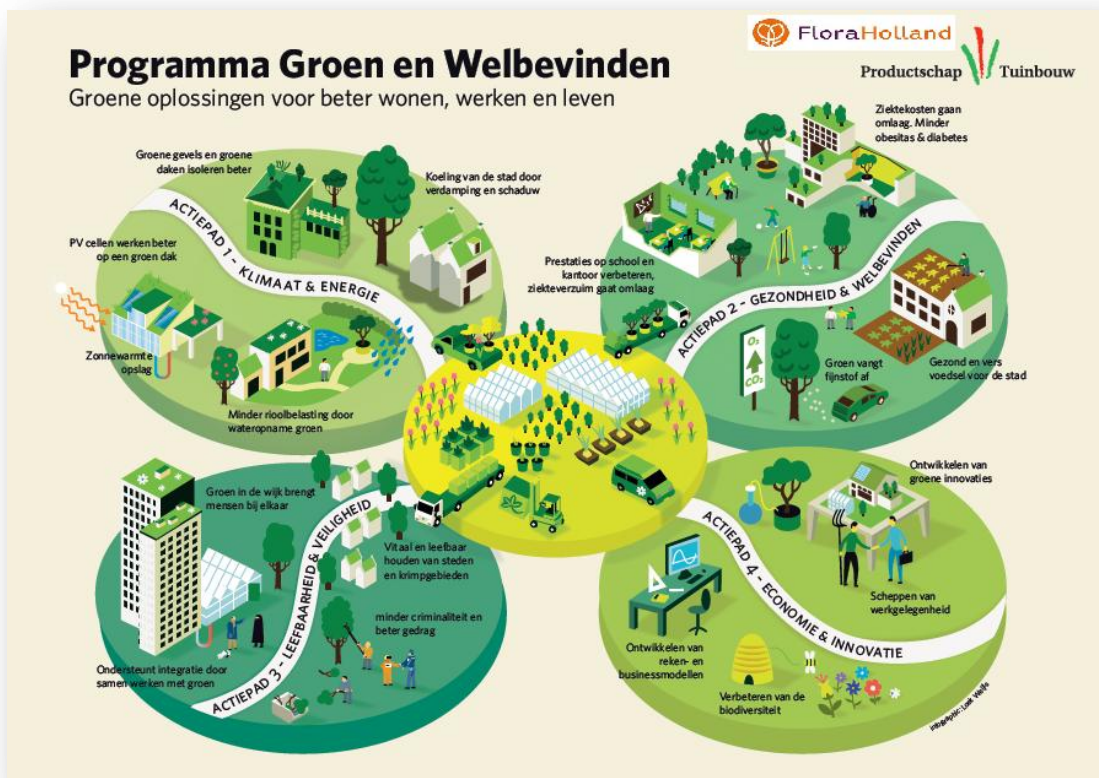 FloraHolland
Productschap Tuinbouw
Programma Groen en Welbevinden
Groene oplossingen voor beter wonen, werken en leven
Groene gevels en groene
daken isoleren beter
Koeling van de stad door
verdamping en schaduw
ACTIEPAD 1 - KLIMAAT & ENERGIE
PV cellen werken beter
op een groen dak
Zonnewarmte
opslag
Minder rioolbelasting door
wateropname groen
Ziektekosten gaan
omlaag. Minder
obesitas & diabetes
Prestaties op school en
kantoor verbeteren,
ziekteverzuim gaat omlaag
ACTIEPAD 2 - GEZONDHEID & WELBEVINDEN
O₂
CO₂
Groen vangt
fijnstof af
Gezond en vers
voedsel voor de stad
Groen in de wijk brengt
mensen bij elkaar
ACTIEPAD 3 - LEEFBAARHEID & VEILIGHEID
Vitaal en leefbaar
houden van steden
en krimpgebieden
minder criminaliteit en
beter gedrag
Ondersteunt integratie door
samen werken met groen
ACTIEPAD 4 - ECONOMIE & INNOVATIE
Ontwikkelen van
groene innovaties
Scheppen van
werkgelegenheid
Ontwikkelen van
reken- en
businessmodellen
Verbeteren van de
biodiversiteit
infographic: Loek Weijts